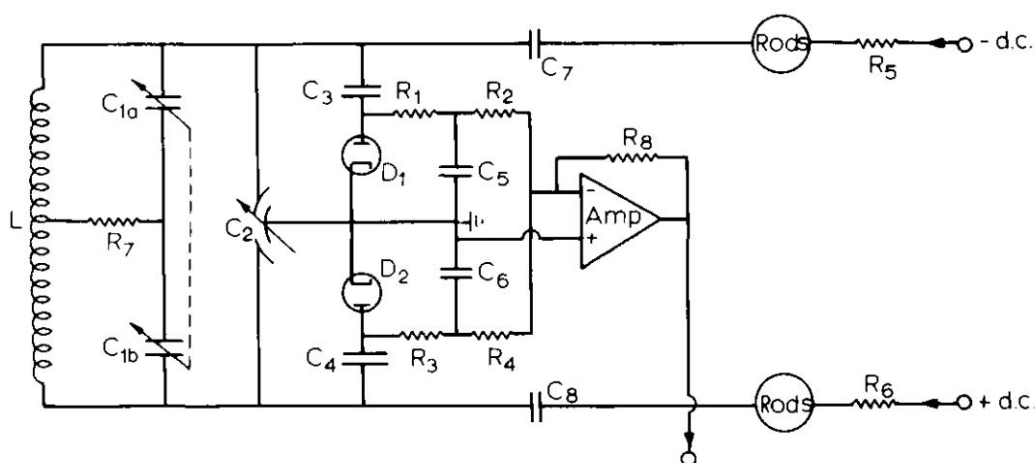 Rods
- d.c.
C7
R5
C3
R1
R2
C1a
R8
D1
C5
-
Amp
+
L
R7
C2
D2
C6
C1b
C4
R3
R4
C8
R6
Rods
+ d.c.